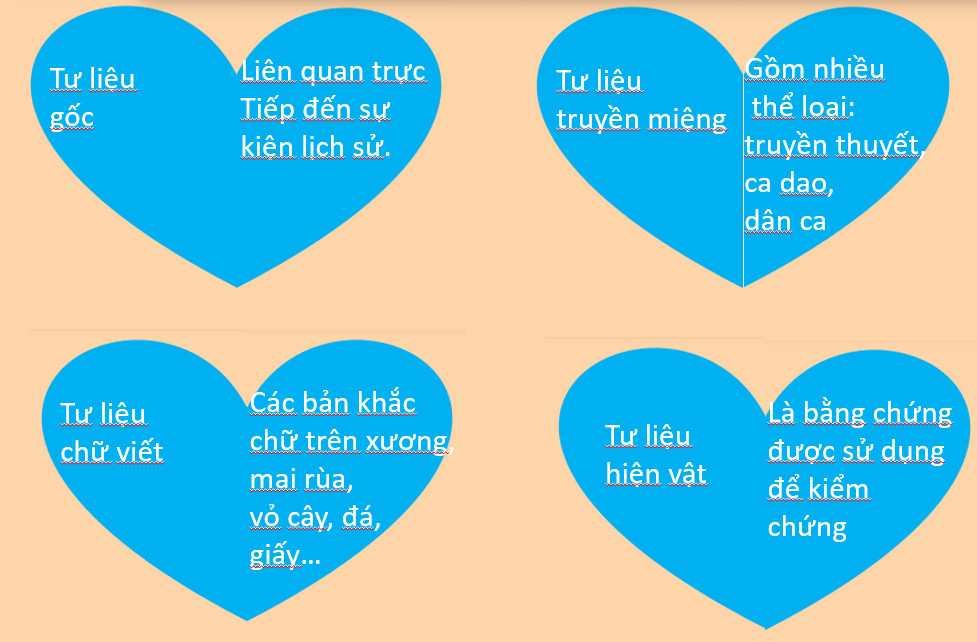 Tư liệu
gốc
Liên quan trực
Tiếp đến sự
kiện lịch sử.
Tư liệu
truyền miệng
Gồm nhiều
thể loại:
truyền thuyết,
ca dao,
dân ca
Tư liệu
chữ viết
Các bản khắc
chữ trên xương,
mai rùa,
vỏ cây, đá,
giấy...
Tư liệu
hiện vật
Là bằng chứng
được sử dụng
để kiểm
chứng